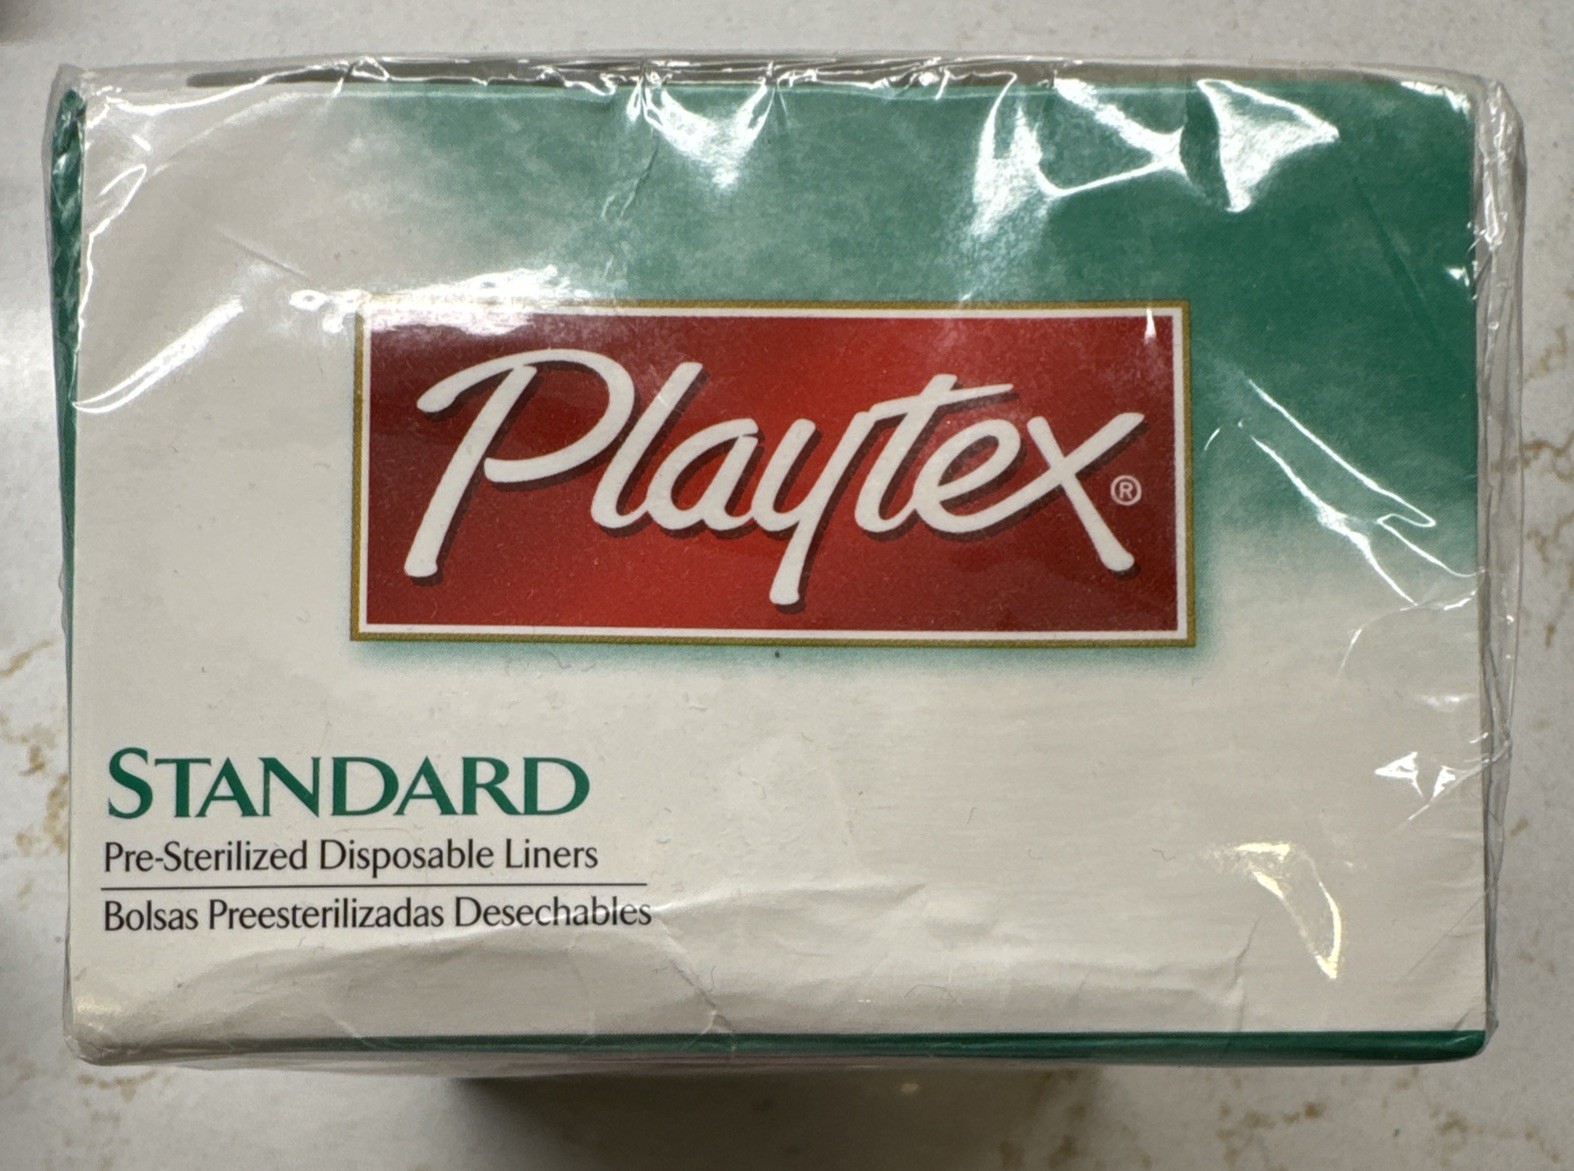 Playtex®
STANDARD
Pre-Sterilized Disposable Liners
Bolsas Preesterilizadas Desechables